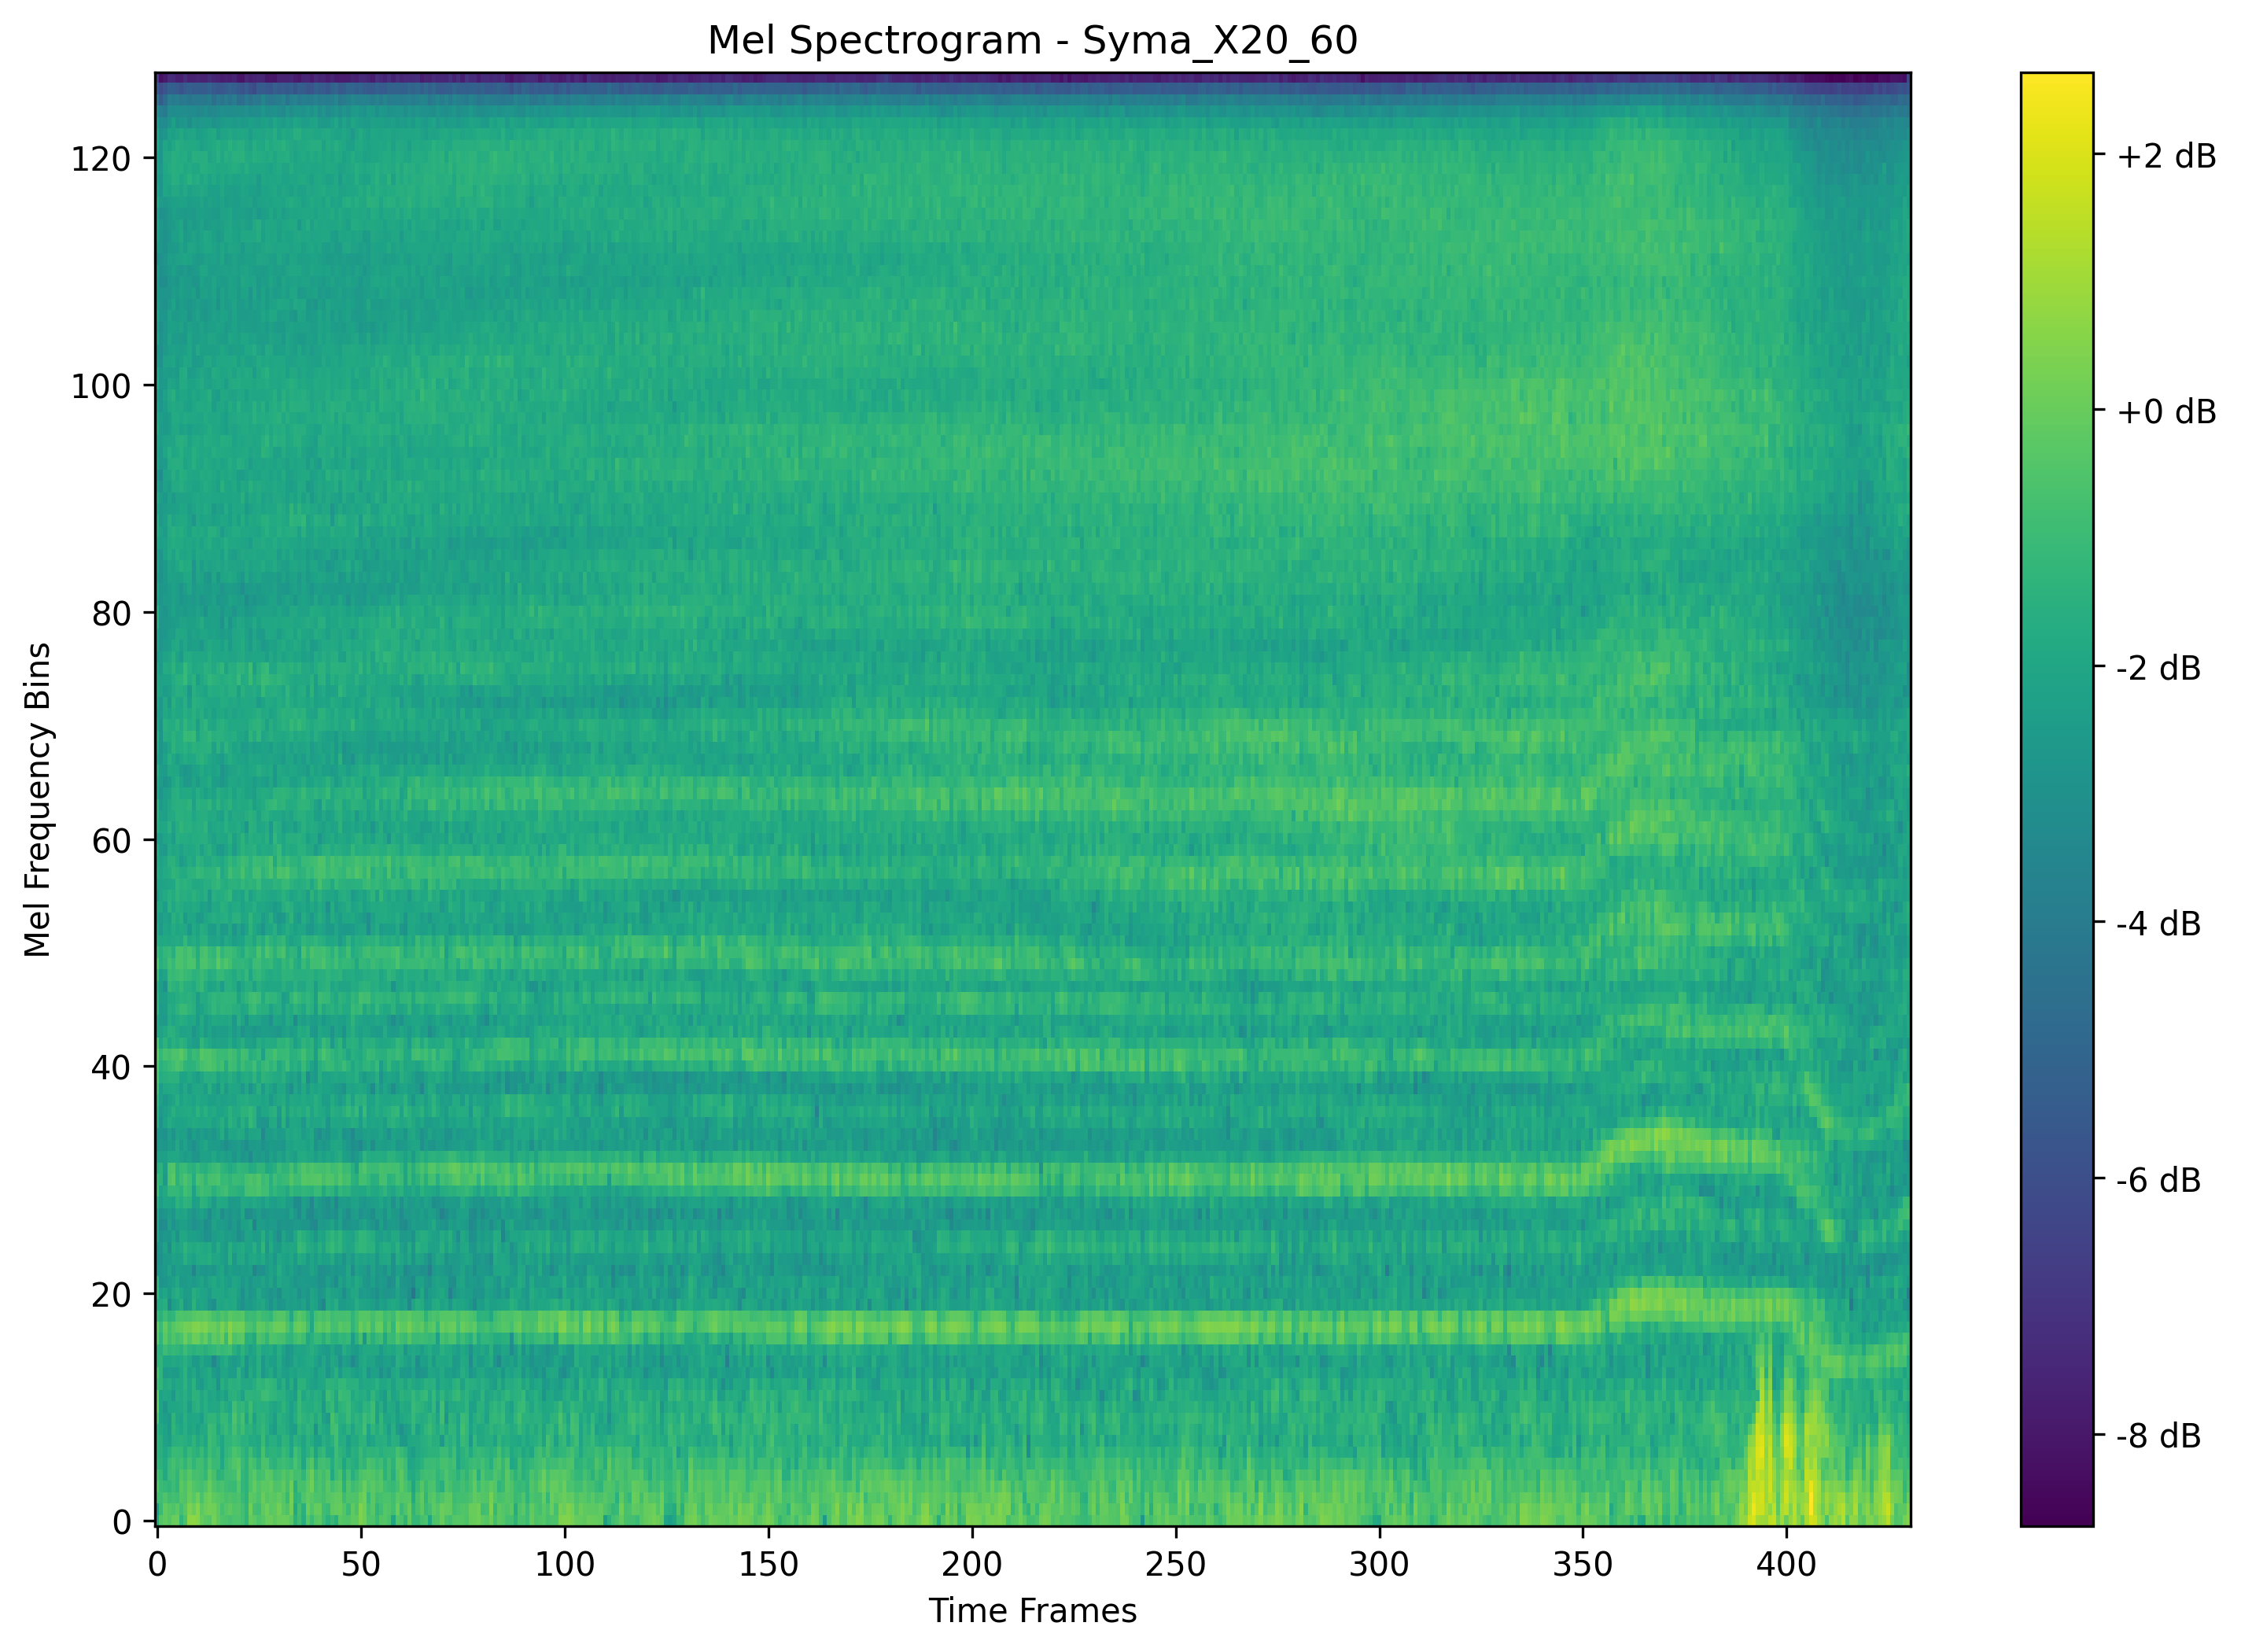 Mel Spectrogram - Syma_X20_60
Mel Frequency Bins
120
100
80
60
40
20
0
0 50 100 150 200 250 300 350 400
Time Frames
+2 dB
+0 dB
-2 dB
-4 dB
-6 dB
-8 dB